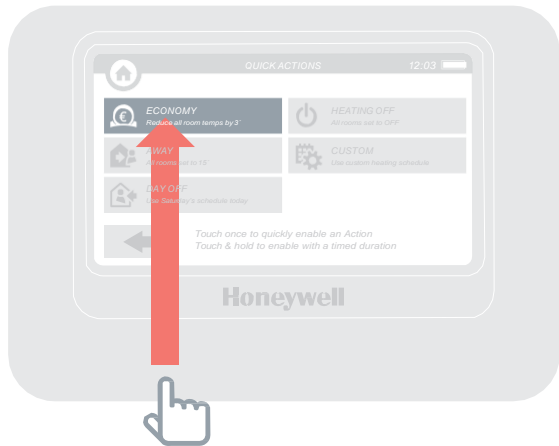 QUICK ACTIONS 12.03
ECONOMY
Reduce all room temps by 3°
HEATING OFF
All rooms set to OFF
AWAY
All rooms set to 15°
CUSTOM
Use custom heating schedule
DAY OFF
Use Saturday's schedule today
Touch once to quickly enable an Action
Touch & hold to enable with a timed duration
Honeywell